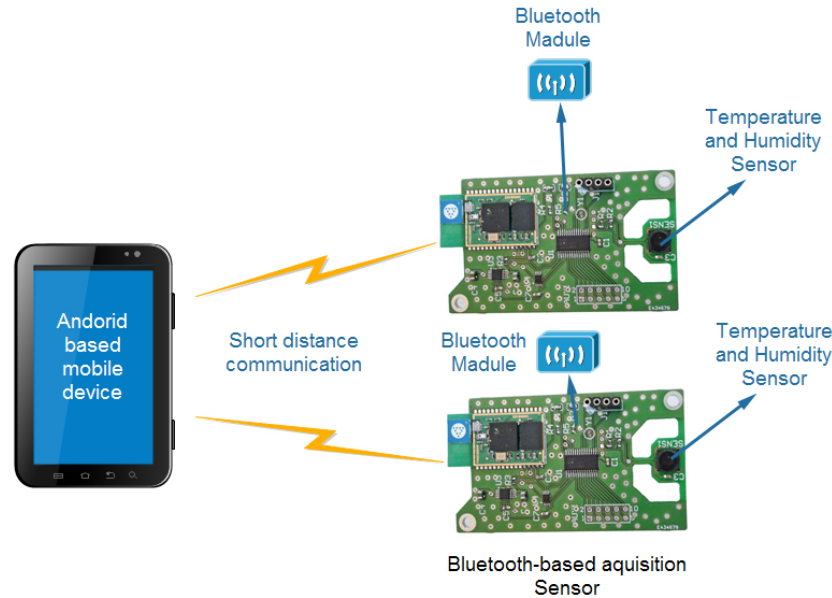 Bluetooth
Madule
Temperature
and Humidity
Sensor
Andorid
based
mobile
device
Short distance
communication
Bluetooth
Madule
Temperature
and Humidity
Sensor
Bluetooth-based aquisition
Sensor